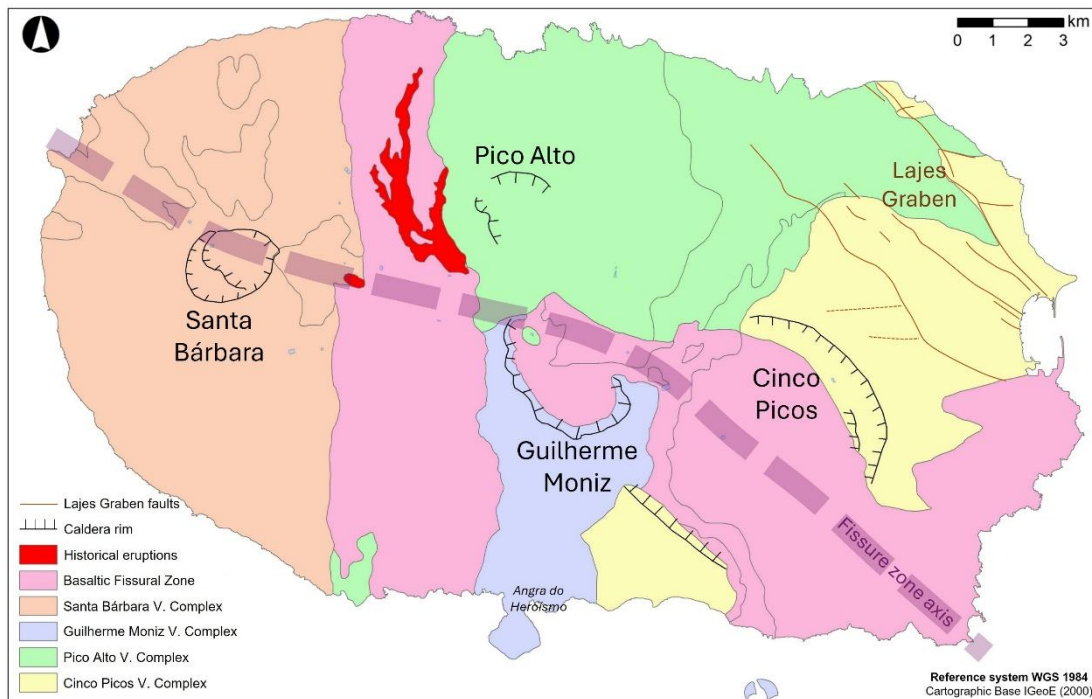 km
0 1 2 3
Pico Alto
Lajes
Graben
Santa
Bárbara
Cinco
Picos
Guilherme
Moniz
Fissure zone axis
Angra do
Heroísmo
Lajes Graben faults
Caldera rim
Historical eruptions
Basaltic Fissural Zone
Santa Bárbara V. Complex
Guilherme Moniz V. Complex
Pico Alto V. Complex
Cinco Picos V. Complex
Reference system WGS 1984
Cartographic Base IGeoE (2000)